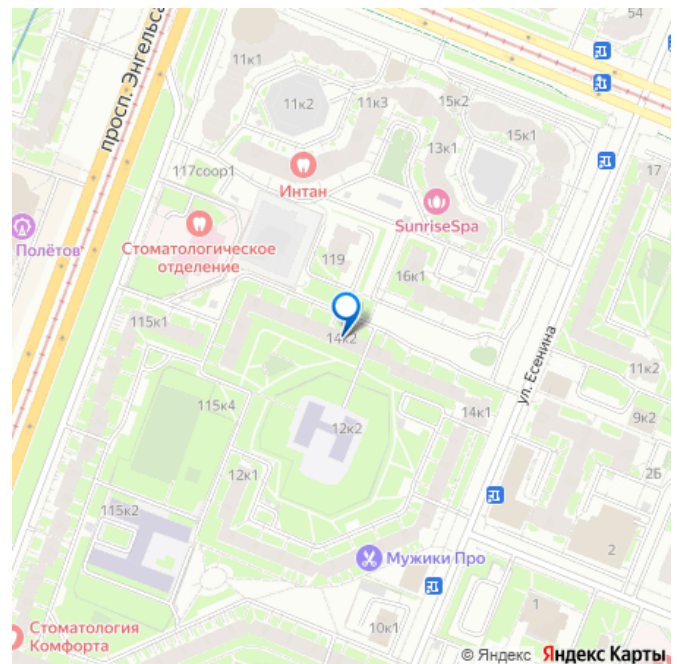 54
просп. Энгельса
11к1
11к2
11к3
15к2
15к1
13к1
17
117соор1
Интан
SunriseSpa
Полётов
Стоматологическое
отделение
119
16к1
115к1
14к2
ул. Есенина
11к2
115к4
14к1
9к2
12к2
12к1
2Б
115к2
Мужики Про
2
1
10к1
Стоматология
Комфорта
© Яндекс Яндекс Карты